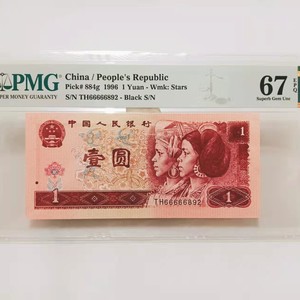 PMG
PAPER MONEY GUARANTY
China / People's Republic
Pick# 884g 1996 1 Yuan - Wmk: Stars
S/N TH66666892 - Black S/N
67 EPQ
Superb Gem Unc
中国人民银行
1
壹圆
1
TH66666892